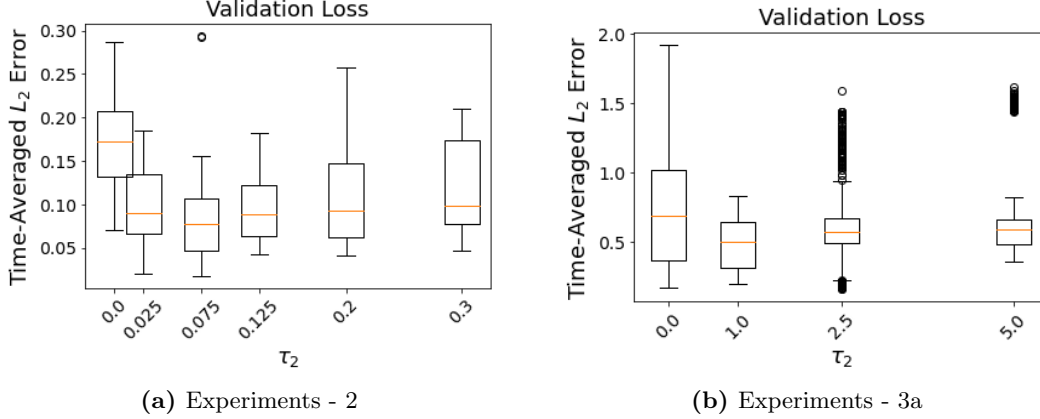 Validation Loss
Time-Averaged L₂ Error
0.30
0.25
0.20
0.15
0.10
0.05
0.0
0.025
0.075
0.125
0.2
0.3
τ₂
(a) Experiments - 2
Validation Loss
Time-Averaged L₂ Error
2.0
1.5
1.0
0.5
0.0
1.0
2.5
5.0
τ₂
(b) Experiments - 3a